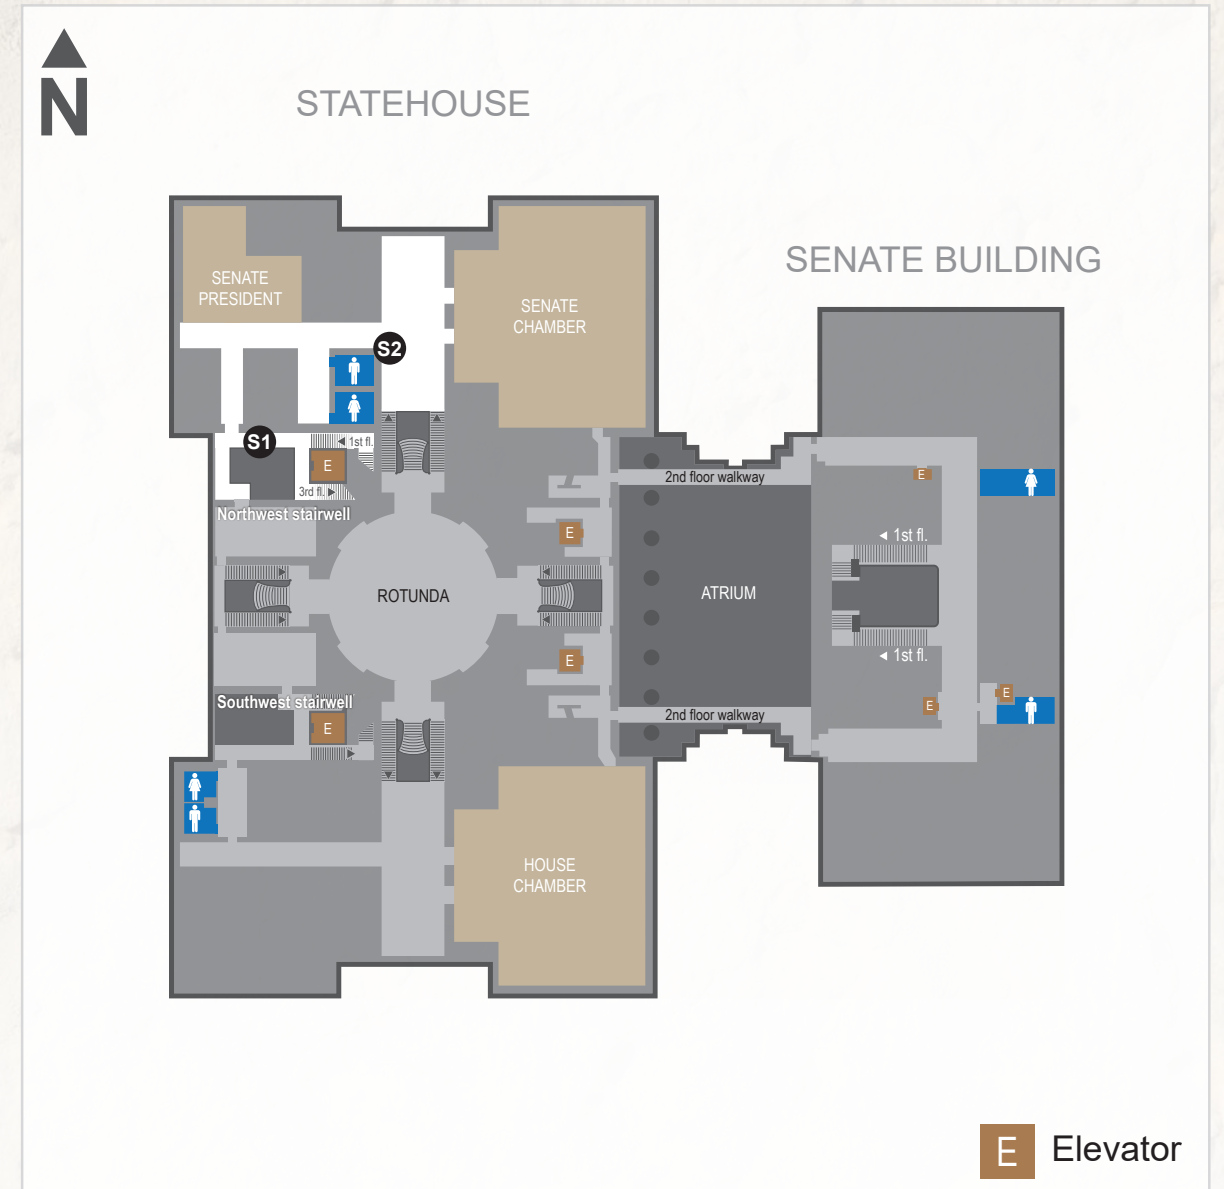 N
STATEHOUSE
SENATE BUILDING
SENATE
PRESIDENT
SENATE
CHAMBER
S2
S1
1st fl.
E
3rd fl.
Northwest stairwell
2nd floor walkway
E
E
1st fl.
ROTUNDA
ATRIUM
E
1st fl.
Southwest stairwell
E
2nd floor walkway
E
E
HOUSE
CHAMBER
E Elevator